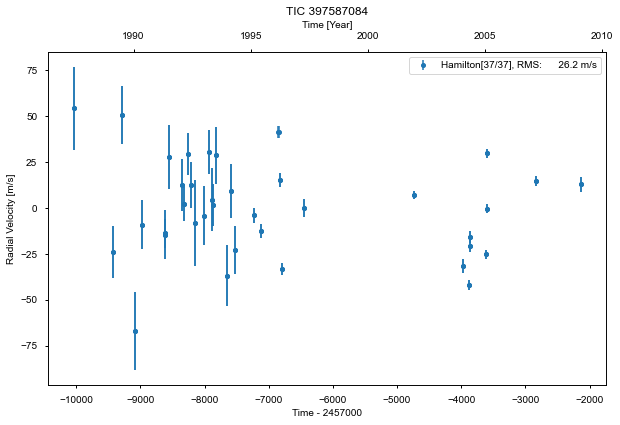 TIC 397587084
Time [Year]
1990 1995 2000 2005 2010
Hamilton[37/37], RMS: 26.2 m/s
Radial Velocity [m/s]
75
50
25
0
−25
−50
−75
−10000 −9000 −8000 −7000 −6000 −5000 −4000 −3000 −2000
Time - 2457000